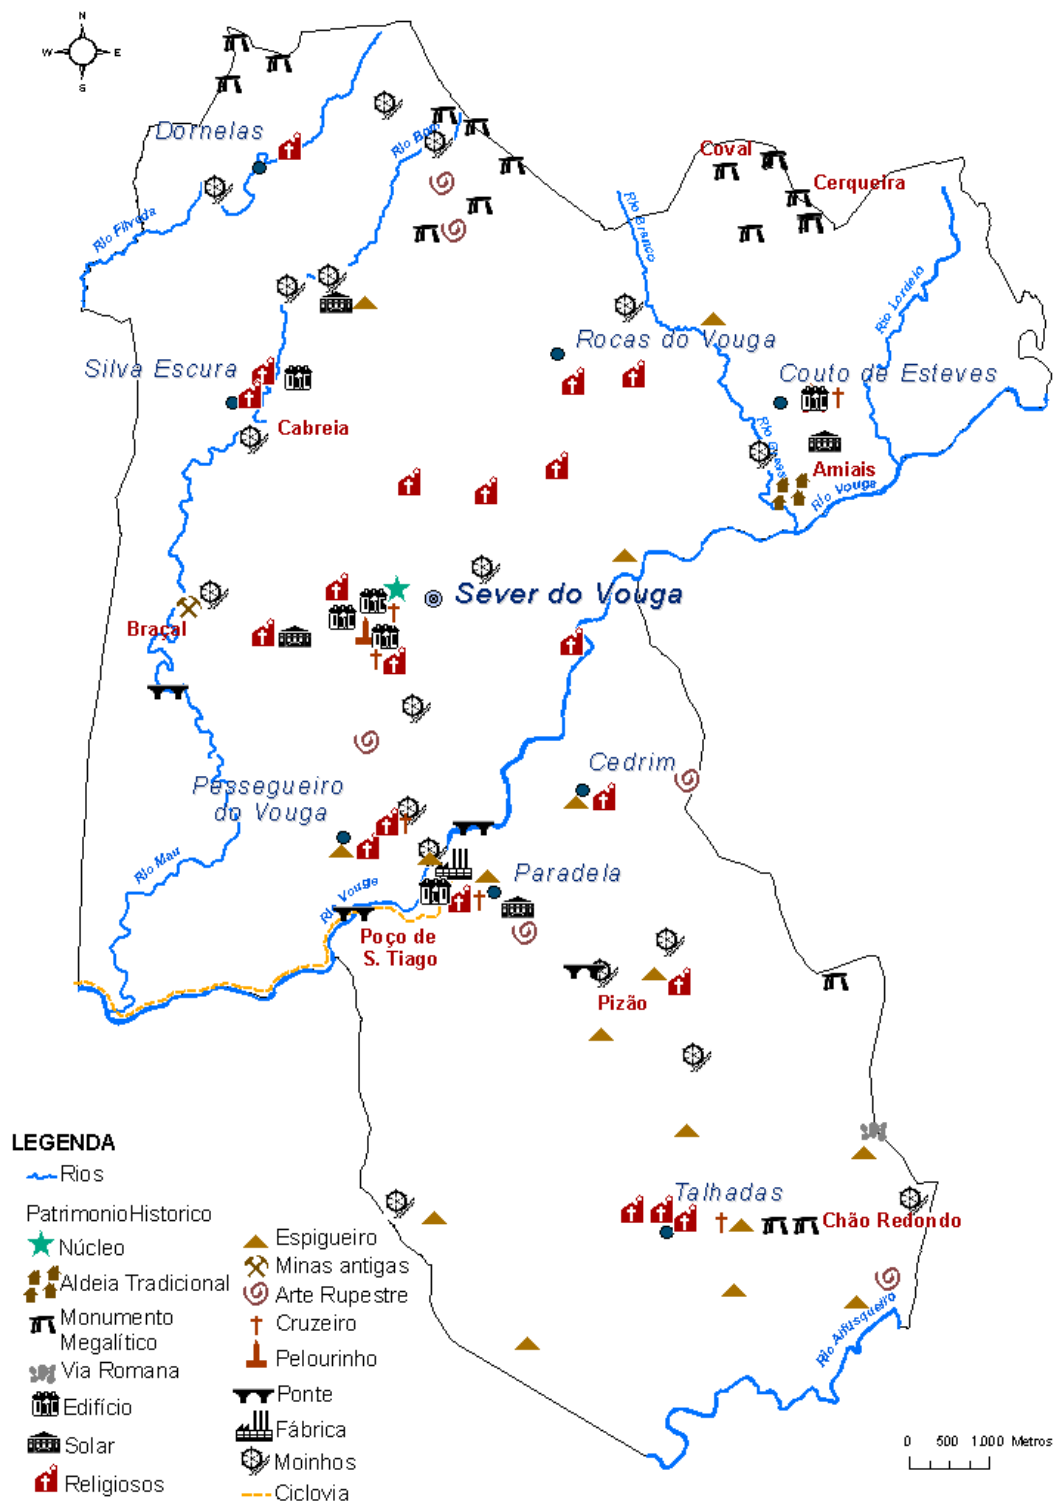 N
W E
S
Dornelas
Rio Bom
Coval
Cerqueira
Rio Filveda
Rio Branco
Rio Lordelo
Rocas do Vouga
Silva Escura
Couto de Esteves
Cabreia
Rio
Amiais
Rio Vouga
Sever do Vouga
Braçal
Cedrim
Pessegueiro
do Vouga
Rio Mau
Paradela
Rio Vouga
Poço de
S. Tiago
Pizão
Talhadas
Chão Redondo
Rio Alfusqueiro
LEGENDA
Rios
PatrimonioHistorico
Núcleo
Aldeia Tradicional
Monumento
Megalítico
Via Romana
Edifício
Solar
Religiosos
Espigueiro
Minas antigas
Arte Rupestre
Cruzeiro
Pelourinho
Ponte
Fábrica
Moinhos
Ciclovia
0 500 1.000 Metros